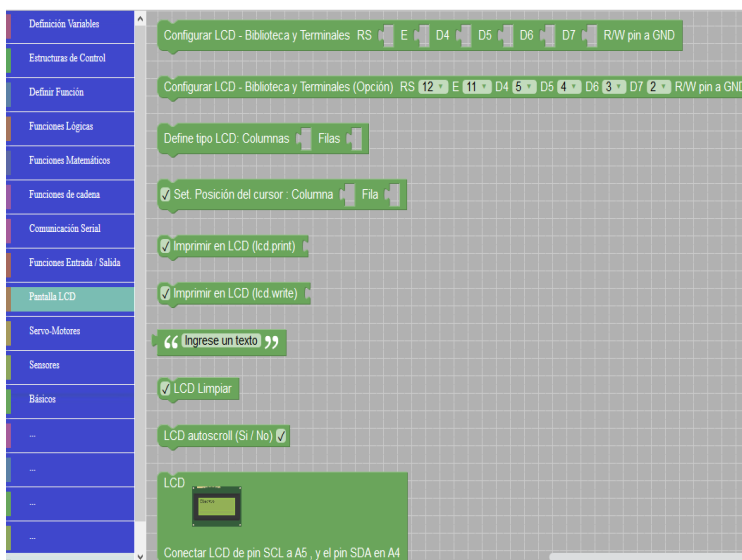 Definición Variables
Estructuras de Control
Definir Función
Funciones Lógicas
Funciones Matemáticos
Funciones de cadena
Comunicación Serial
Funciones Entrada / Salida
Pantalla LCD
Servo-Motores
Sensores
Básicos
...
...
...
...
Configurar LCD - Biblioteca y Terminales RS E D4 D5 D6 D7 R/W pin a GND
Configurar LCD - Biblioteca y Terminales (Opción) RS 12 E 11 D4 5 D5 4 D6 3 D7 2 R/W pin a GND
Define tipo LCD: Columnas Filas
Set. Posición del cursor : Columna Fila
Imprimir en LCD (lcd.print)
Imprimir en LCD (lcd.write)
“ Ingrese un texto ”
LCD Limpiar
LCD autoscroll (Si / No)
LCD
Conectar LCD de pin SCL a A5 , y el pin SDA en A4